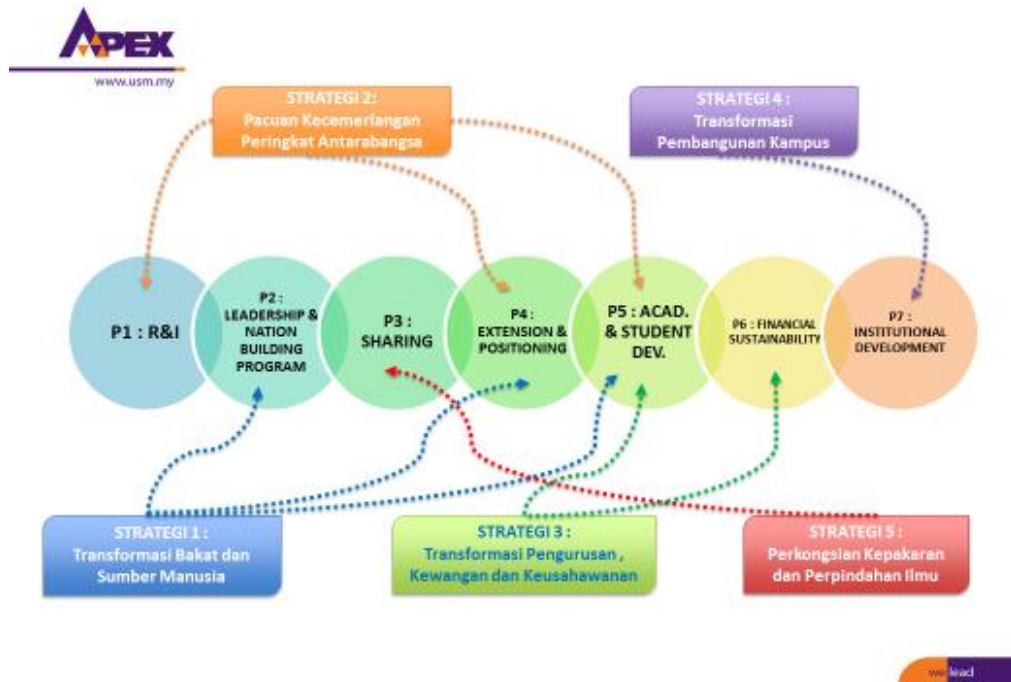 APEX
www.usm.my
STRATEGI 2:
Pacuan Kecemerlangan
Peringkat Antarabangsa
STRATEGI 4 :
Transformasi
Pembangunan Kampus
P1 : R&I
P2 :
LEADERSHIP &
NATION
BUILDING
PROGRAM
P3 :
SHARING
P4 :
EXTENSION &
POSITIONING
P5 : ACAD.
& STUDENT
DEV.
P6 : FINANCIAL
SUSTAINABILITY
P7 :
INSTITUTIONAL
DEVELOPMENT
STRATEGI 1 :
Transformasi Bakat dan
Sumber Manusia
STRATEGI 3 :
Transformasi Pengurusan ,
Kewangan dan Keusahawanan
STRATEGI 5 :
Perkongsian Kepakaran
dan Perpindahan Ilmu
we lead